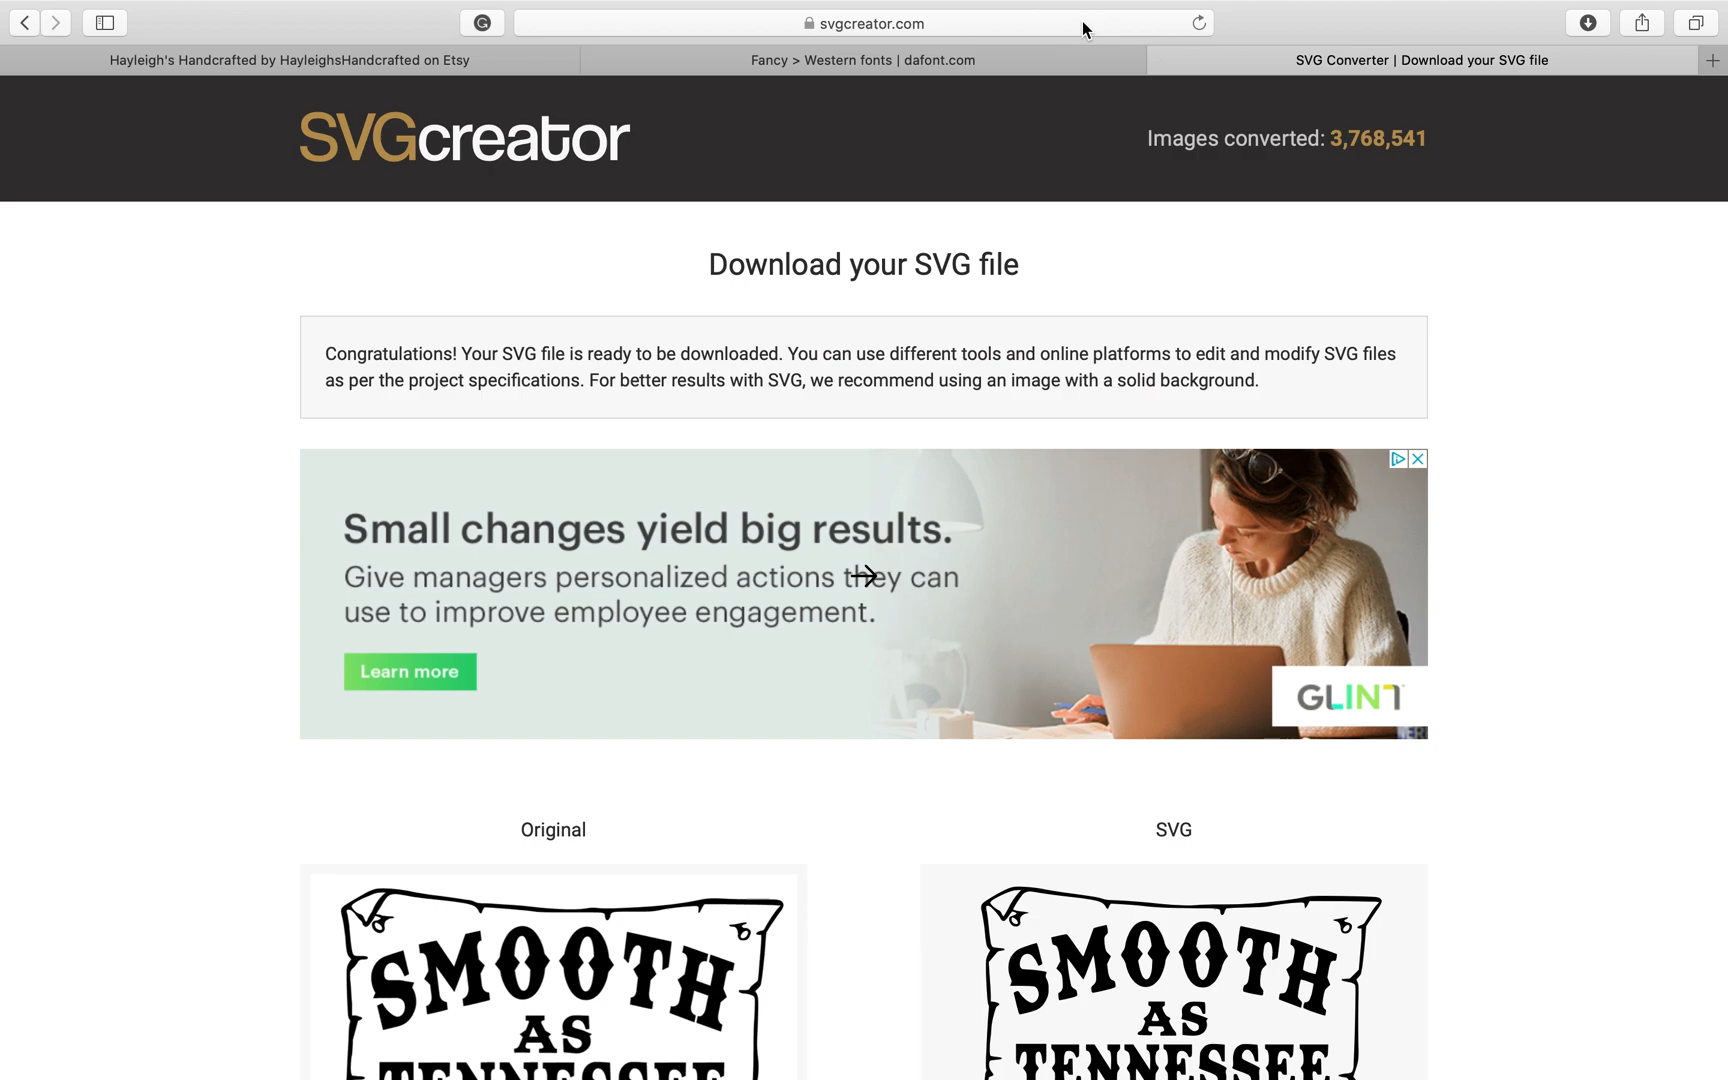 svgcreator.com
Hayleigh's Handcrafted by HayleighsHandcrafted on Etsy
Fancy > Western fonts | dafont.com
SVG Converter | Download your SVG file
SVGcreator
Images converted: 3,768,541
Download your SVG file
Congratulations! Your SVG file is ready to be downloaded. You can use different tools and online platforms to edit and modify SVG files
as per the project specifications. For better results with SVG, we recommend using an image with a solid background.
Small changes yield big results.
Give managers personalized actions they can
use to improve employee engagement.
Learn more
GLINT
Original
SVG
SMOOTH
AS
TENNESSEE
SMOOTH
AS
TENNESSEE